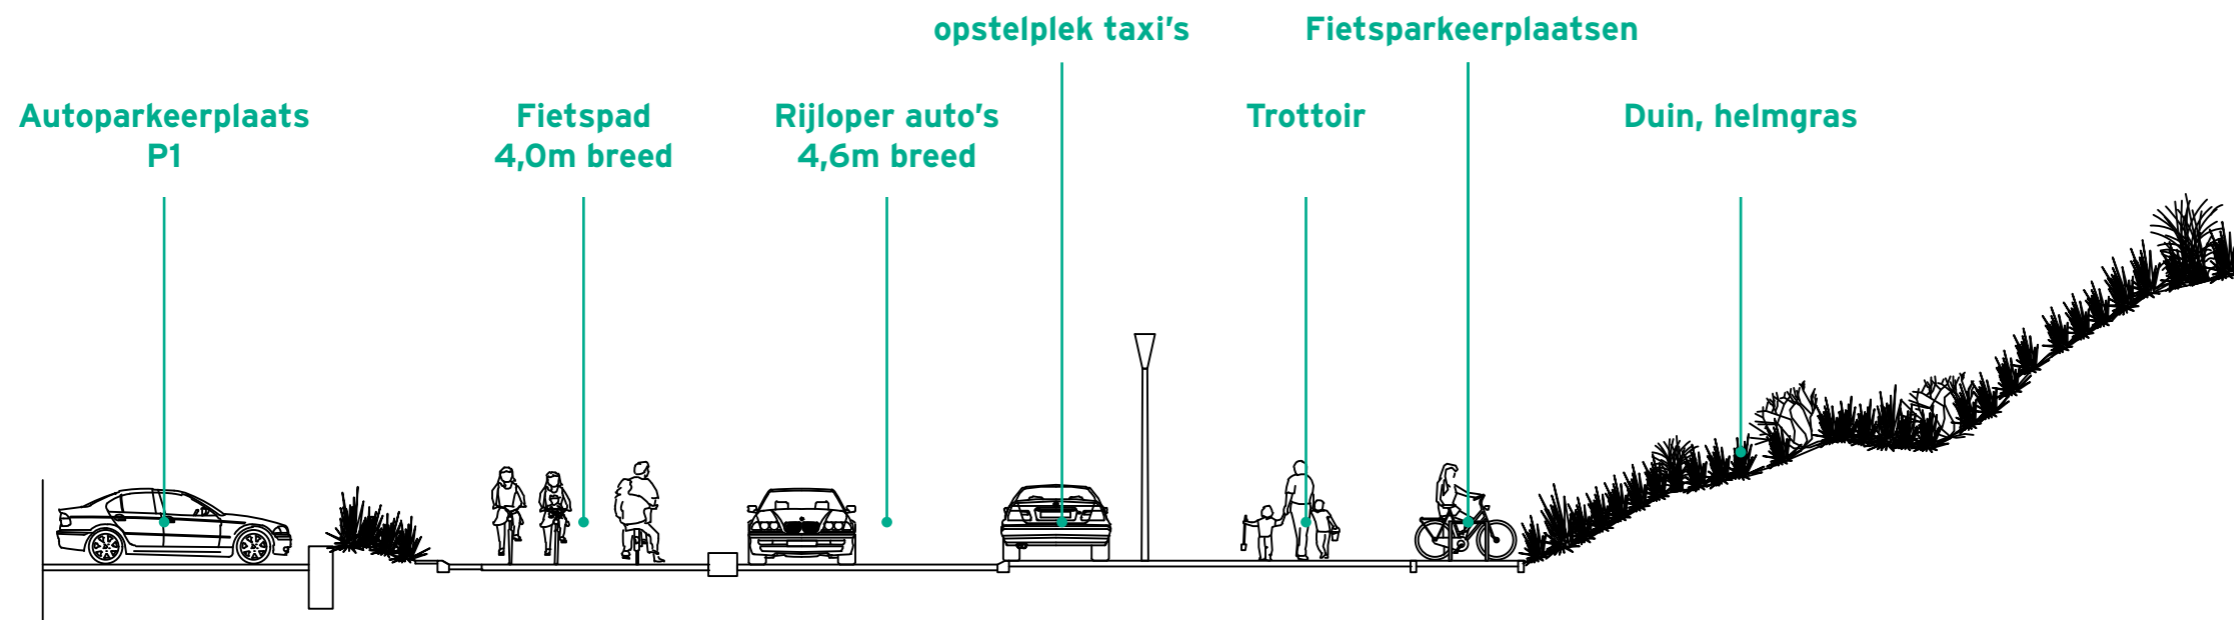 opstelplek taxi's
Fietsparkeerplaatsen
Autoparkeerplaats
P1
Fietspad
4,0m breed
Rijloper auto's
4,6m breed
Trottoir
Duin, helmgras